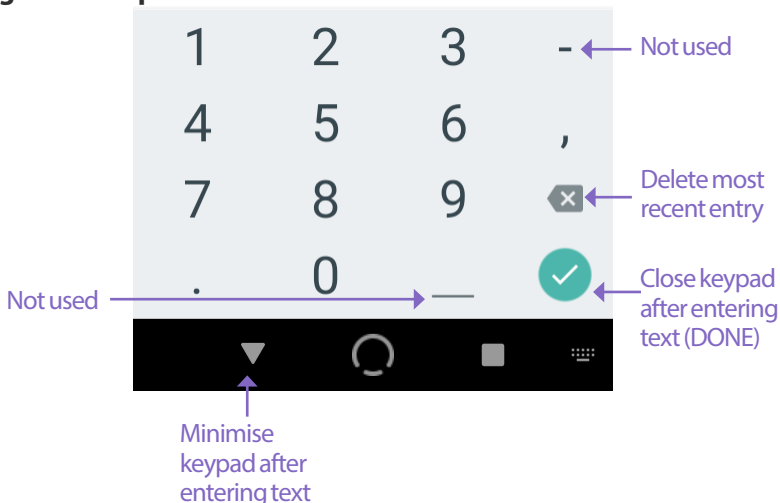 1 2 3 - Not used
4 5 6 ,
7 8 9
Delete most
recent entry
. 0
Not used
Close keypad
after entering
text (DONE)
Minimise
keypad after
entering text